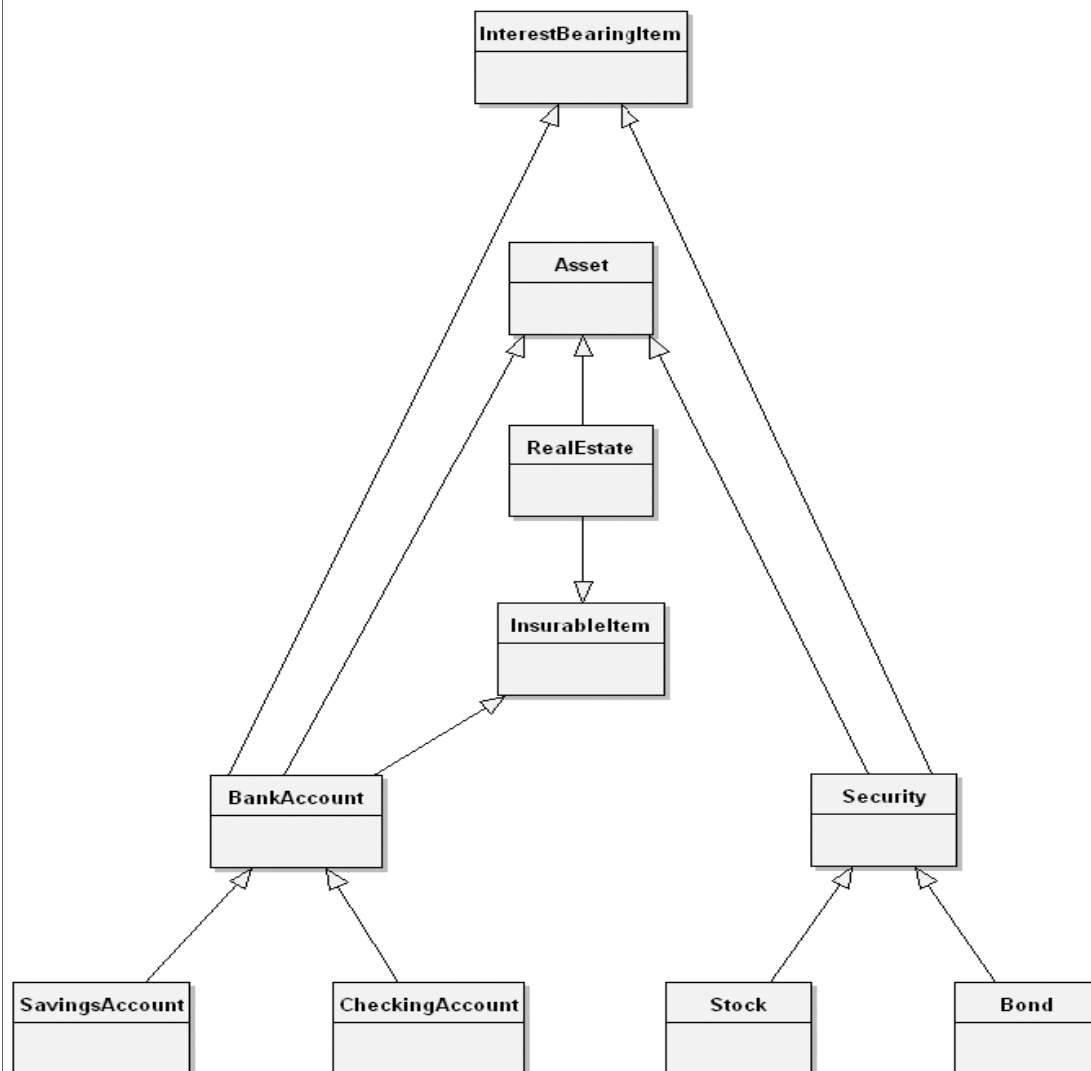 InterestBearingItem
Asset
RealEstate
InsurableItem
BankAccount
Security
SavingsAccount
CheckingAccount
Stock
Bond